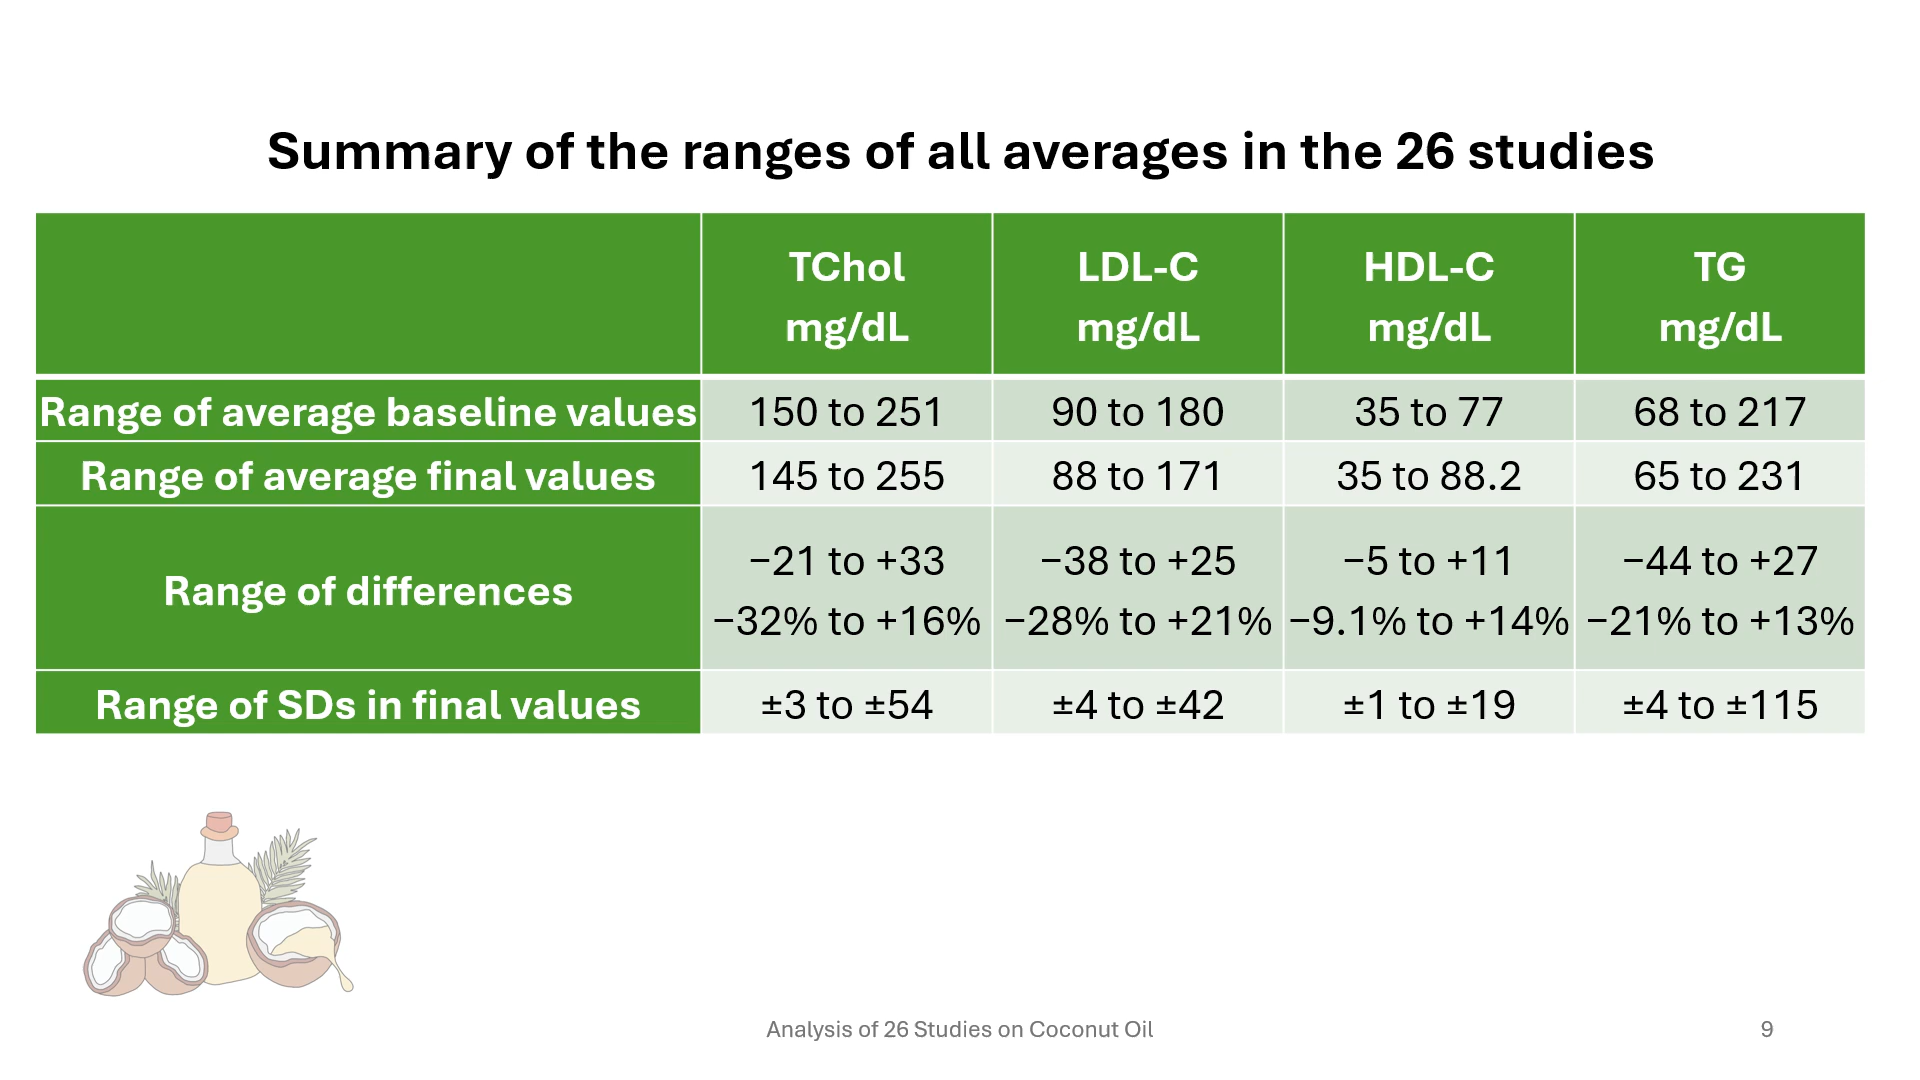 Summary of the ranges of all averages in the 26 studies
TChol mg/dL LDL-C mg/dL HDL-C mg/dL TG mg/dL
Range of average baseline values 150 to 251 90 to 180 35 to 77 68 to 217
Range of average final values 145 to 255 88 to 171 35 to 88.2 65 to 231
Range of differences −21 to +33 −38 to +25 −5 to +11 −44 to +27
−32% to +16% −28% to +21% −9.1% to +14% −21% to +13%
Range of SDs in final values ±3 to ±54 ±4 to ±42 ±1 to ±19 ±4 to ±115
Analysis of 26 Studies on Coconut Oil 9